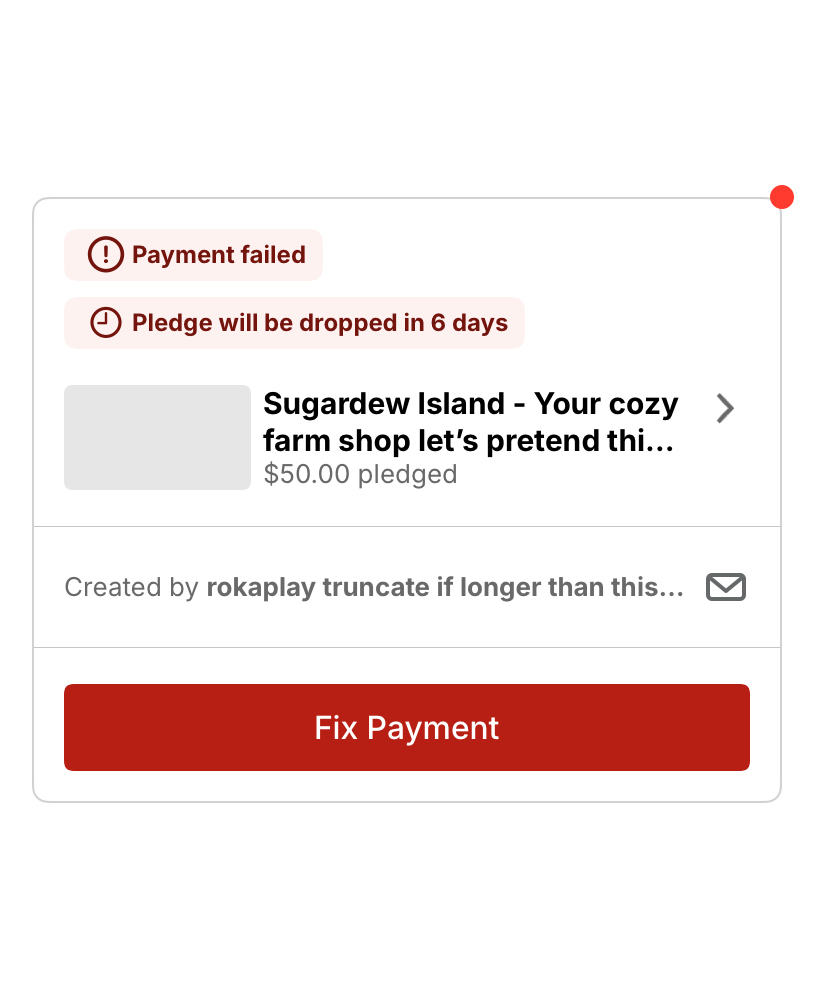 Payment failed
Pledge will be dropped in 6 days
Sugardew Island - Your cozy
farm shop let’s pretend thi...
$50.00 pledged
Created by rokaplay truncate if longer than this...
Fix Payment